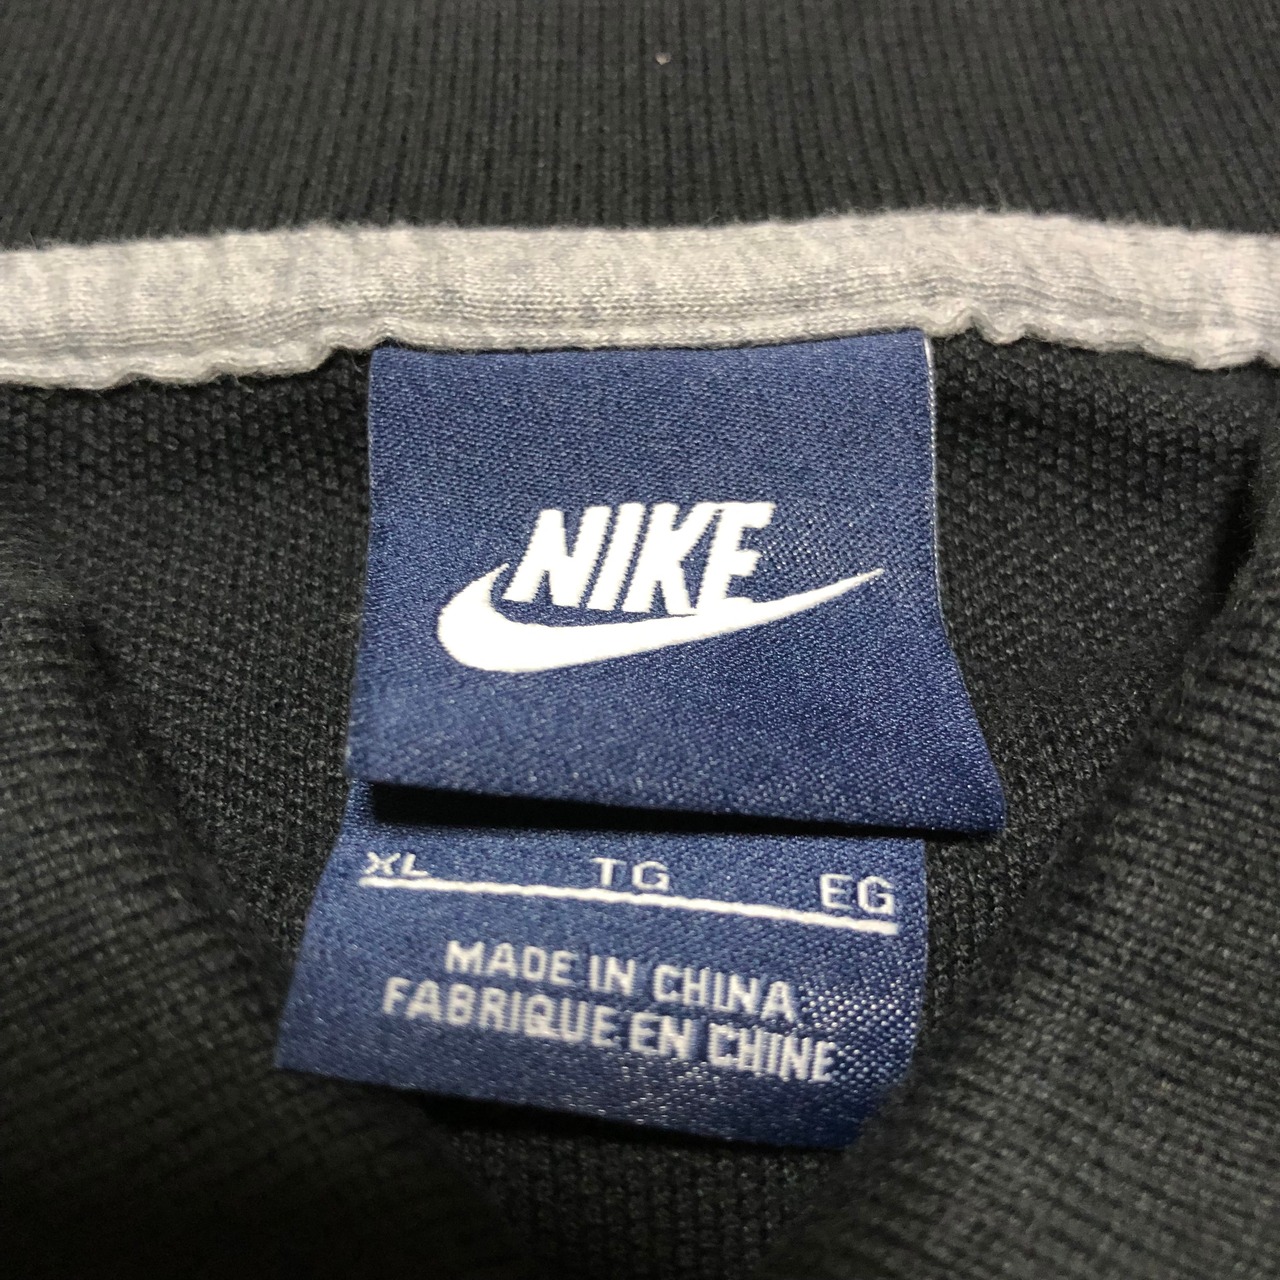 NIKE
XL TG EG
MADE IN CHINA
FABRIQUE EN CHINE